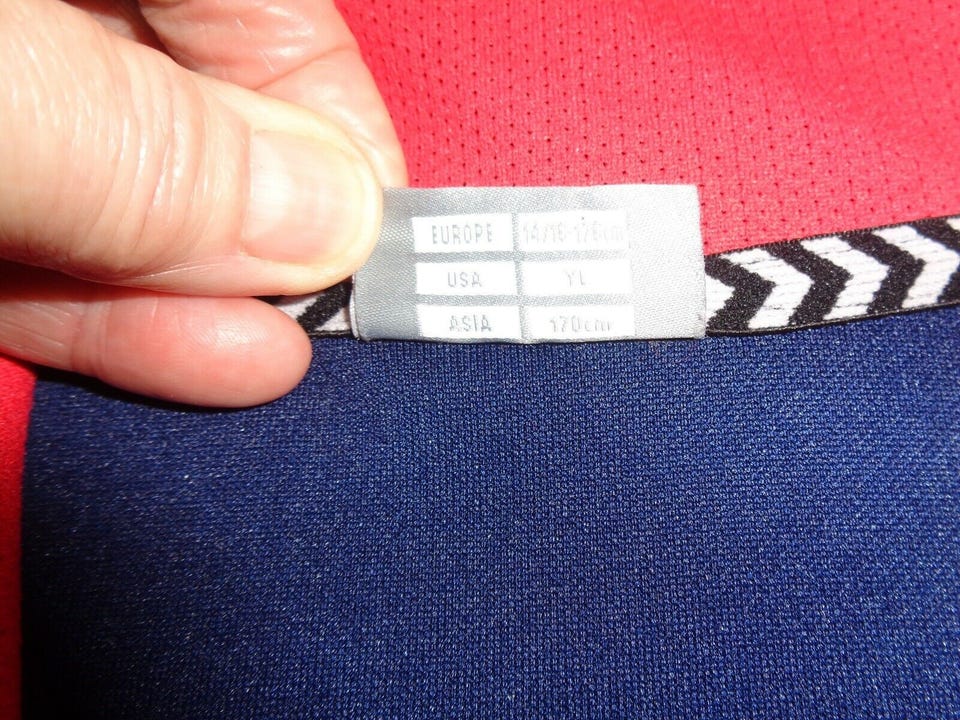 EUROPE 14/16-176cm
USA YL
ASIA 170cm